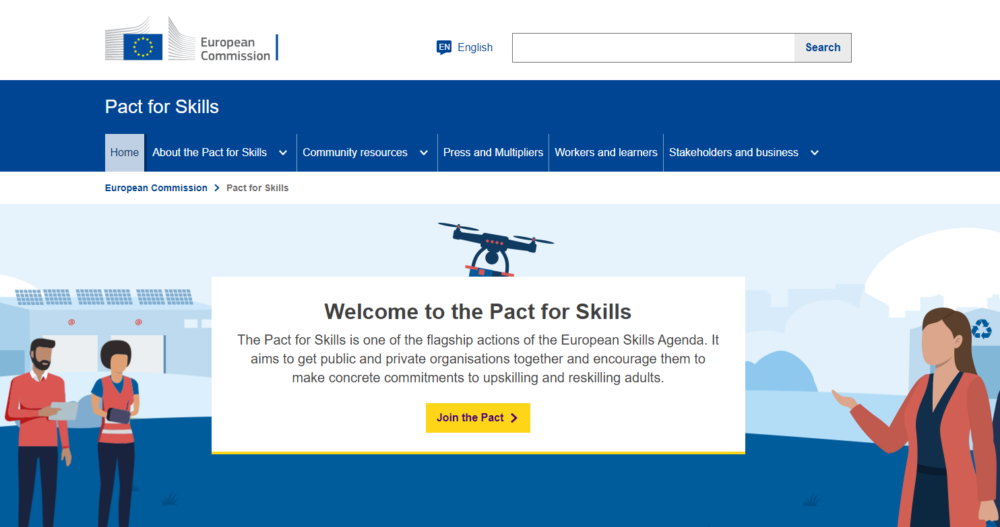 European
Commission
EN English
Search
Pact for Skills
Home About the Pact for Skills Community resources Press and Multipliers Workers and learners Stakeholders and business
European Commission Pact for Skills
@ @
Welcome to the Pact for Skills
The Pact for Skills is one of the flagship actions of the European Skills Agenda. It
aims to get public and private organisations together and encourage them to
make concrete commitments to upskilling and reskilling adults.
Join the Pact